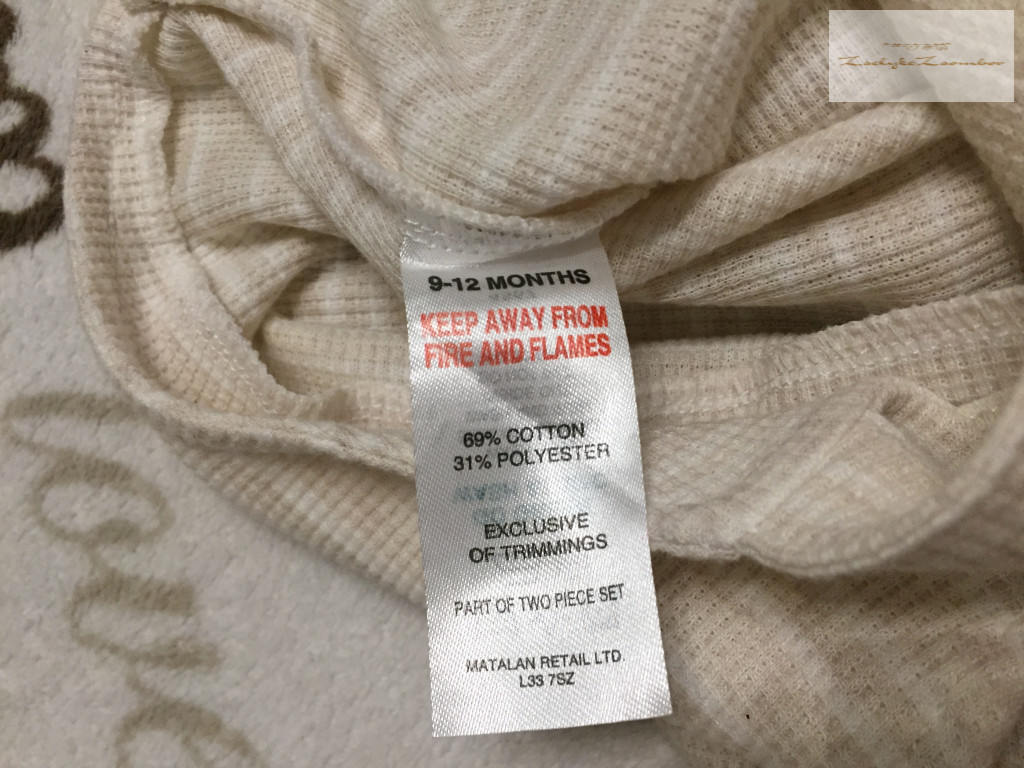 9-12 MONTHS
KEEP AWAY FROM
FIRE AND FLAMES
69% COTTON
31% POLYESTER
EXCLUSIVE
OF TRIMMINGS
PART OF TWO PIECE SET
MATALAN RETAIL LTD.
L33 7SZ